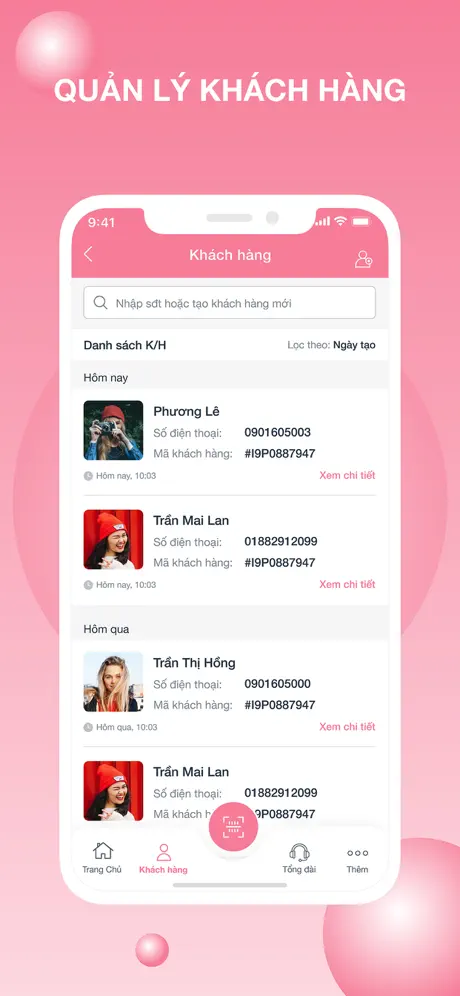 QUẢN LÝ KHÁCH HÀNG
9:41
Khách hàng
Nhập sđt hoặc tạo khách hàng mới
Danh sách K/H
Lọc theo: Ngày tạo
Hôm nay
Phương Lê
Số điện thoại: 0901605003
Mã khách hàng: #I9P0887947
Hôm nay, 10:03
Xem chi tiết
Trần Mai Lan
Số điện thoại: 01882912099
Mã khách hàng: #I9P0887947
Hôm nay, 10:03
Xem chi tiết
Hôm qua
Trần Thị Hồng
Số điện thoại: 0901605000
Mã khách hàng: #I9P0887947
Hôm qua, 10:03
Xem chi tiết
Trần Mai Lan
Số điện thoại: 01882912099
Mã khách hàng: #I9P0887947
Trang Chủ
Khách hàng
Tổng đài
Thêm